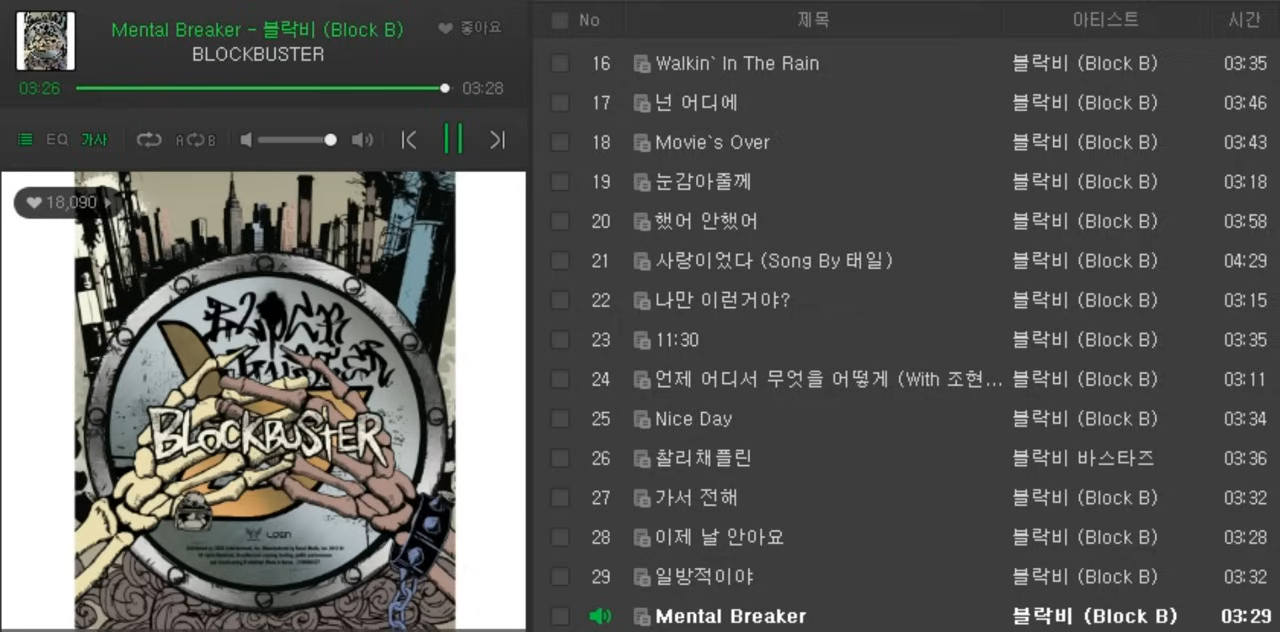 Mental Breaker - 블락비 (Block B)
좋아요
BLOCKBUSTER
03:26
03:28
EQ 가사
A B
18,090
BLOCKBUSTER
LOEN
No 제목 아티스트 시간
16 Walkin` In The Rain 블락비 (Block B) 03:35
17 넌 어디에 블락비 (Block B) 03:46
18 Movie`s Over 블락비 (Block B) 03:43
19 눈감아줄께 블락비 (Block B) 03:18
20 했어 안했어 블락비 (Block B) 03:58
21 사랑이었다 (Song By 태일) 블락비 (Block B) 04:29
22 나만 이런거야? 블락비 (Block B) 03:15
23 11:30 블락비 (Block B) 03:35
24 언제 어디서 무엇을 어떻게 (With 조현... 블락비 (Block B) 03:11
25 Nice Day 블락비 (Block B) 03:34
26 찰리채플린 블락비 바스타즈 03:36
27 가서 전해 블락비 (Block B) 03:32
28 이제 날 안아요 블락비 (Block B) 03:28
29 일방적이야 블락비 (Block B) 03:32
Mental Breaker 블락비 (Block B) 03:29